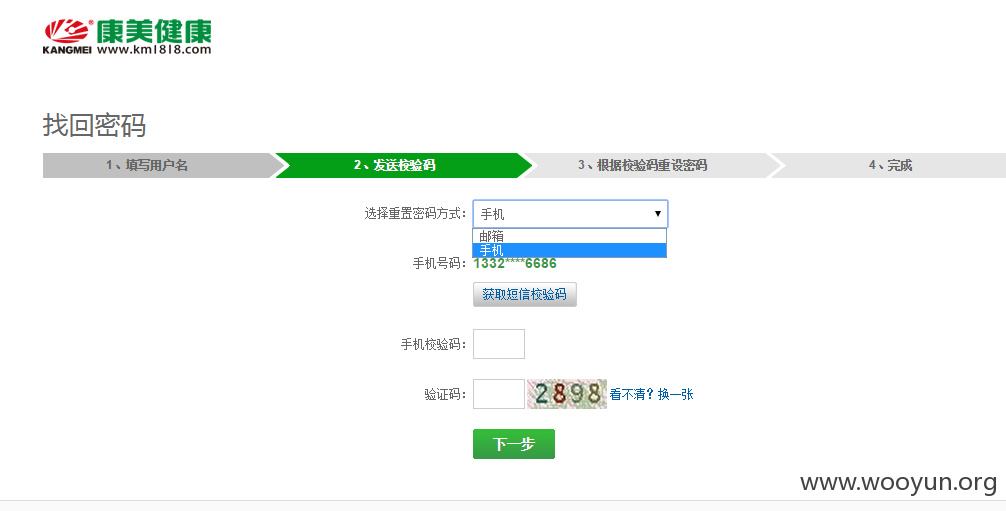 康美健康
KANGMEI www.km1818.com
找回密码
1、填写用户名
2、发送校验码
3、根据校验码重设密码
4、完成
选择重置密码方式： 手机
邮箱
手机
手机号码： 1332****6686
获取短信校验码
手机校验码：
验证码： 2898 看不清？换一张
下一步
www.wooyun.org